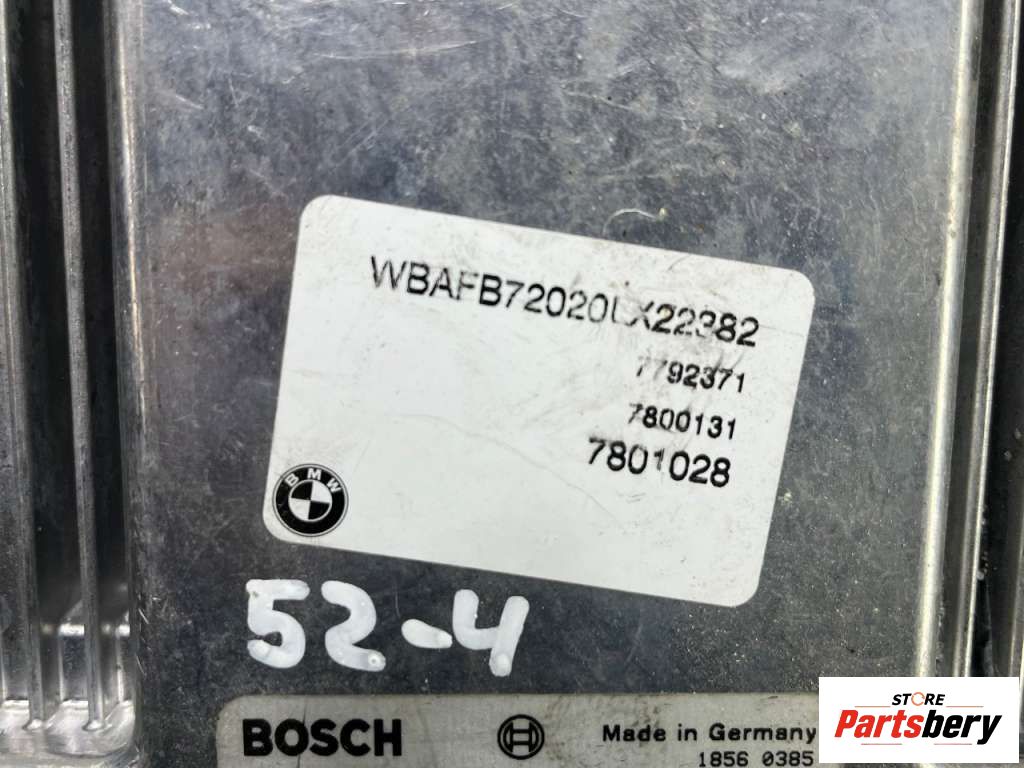 WBAFB72020LX22382
7792371
7800131
7801028
BMW
52-4
BOSCH
Made in Germany
1856 0385
STORE
Partsbery